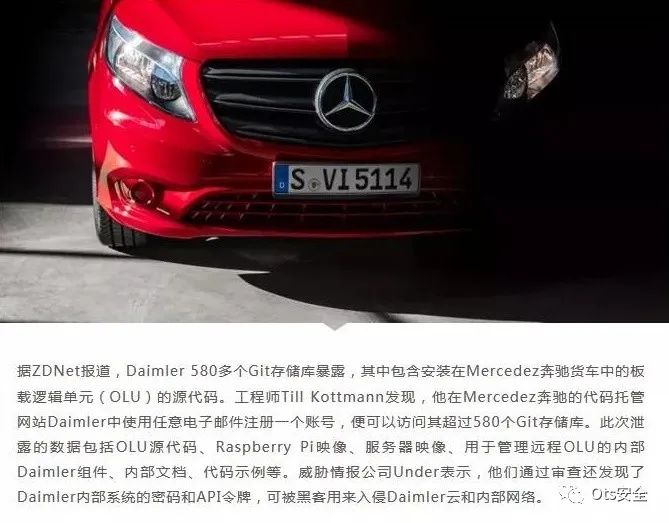 S VI 5114
D
据ZDNet报道，Daimler 580多个Git存储库暴露，其中包含安装在Mercedez奔驰货车中的板
载逻辑单元（OLU）的源代码。工程师Till Kottmann发现，他在Mercedez奔驰的代码托管
网站Daimler中使用任意电子邮件注册一个账号，便可以访问其超过580个Git存储库。此次泄
露的数据包括OLU源代码、Raspberry Pi映像、服务器映像、用于管理远程OLU的内部
Daimler组件、内部文档、代码示例等。威胁情报公司Under表示，他们通过审查还发现了
Daimler内部系统的密码和API令牌，可被黑客用来入侵Daimler云和内部网络。
Ots安全